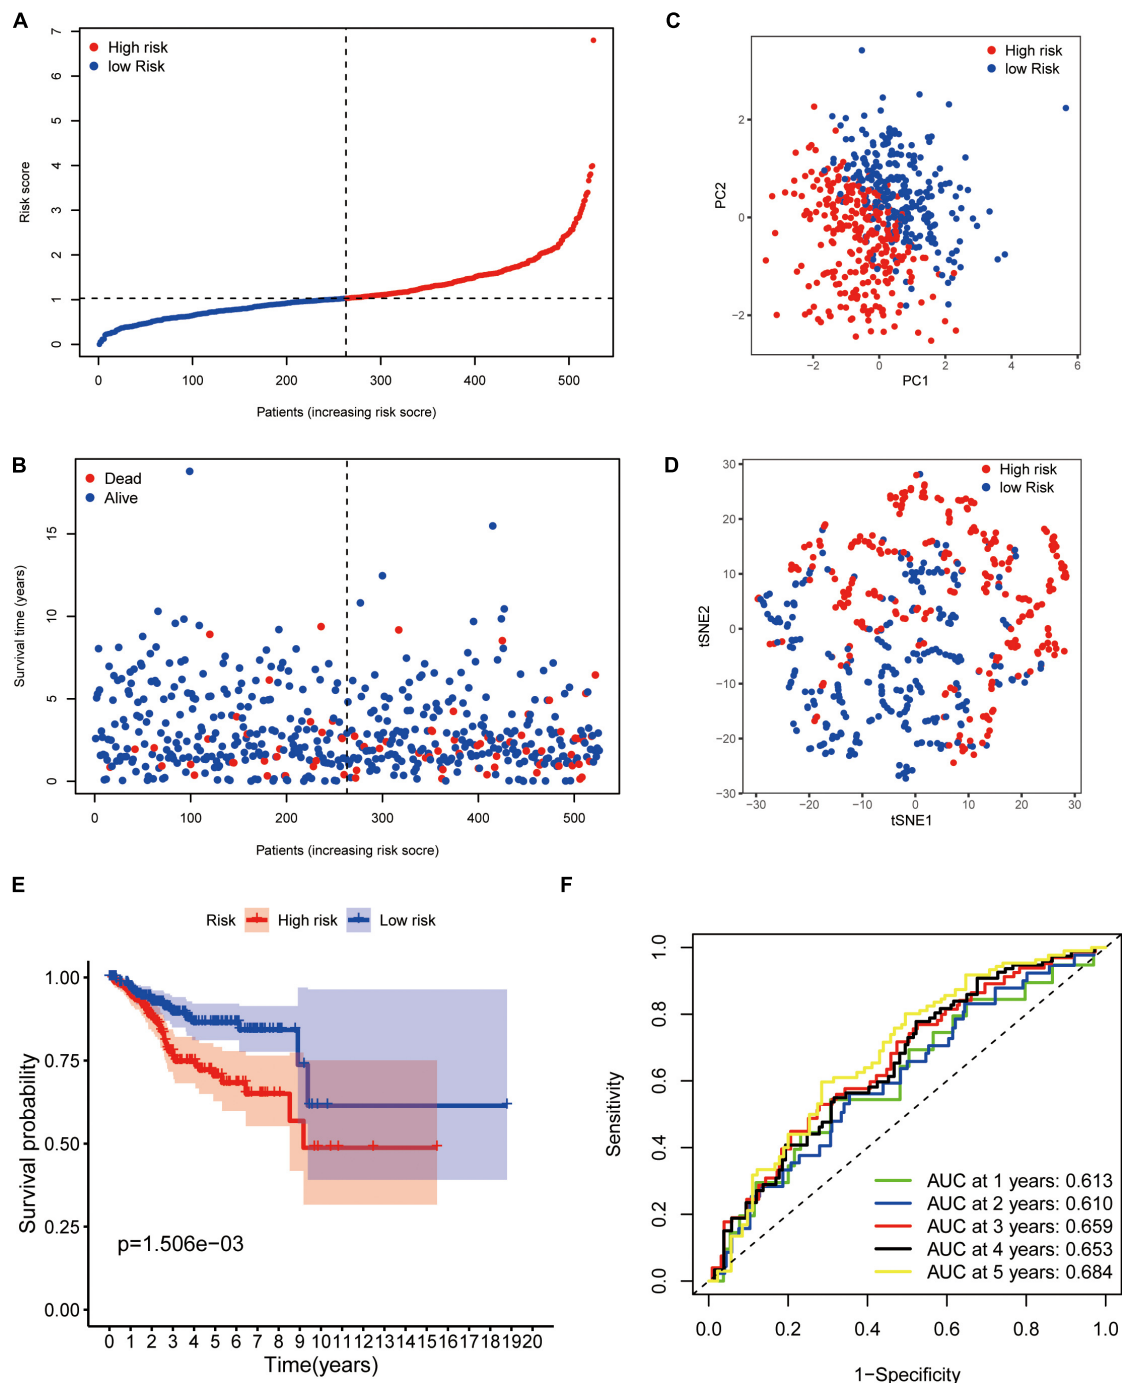 A
High risk
low Risk
Risk score
7
6
5
4
3
2
1
0
0 100 200 300 400 500
Patients (increasing risk socre)
C
High risk
low Risk
PC2
2
0
−2
−2 0 2 4 6
PC1
B
Dead
Alive
Survival time (years)
15
10
5
0
0 100 200 300 400 500
Patients (increasing risk socre)
D
High risk
low Risk
tSNE2
30
20
10
0
−10
−20
−30
−30 −20 −10 0 10 20 30
tSNE1
E
Risk High risk Low risk
Survival probability
1.00
0.75
0.50
0.25
0.00
p=1.506e−03
0 1 2 3 4 5 6 7 8 9 10 11 12 13 14 15 16 17 18 19 20
Time(years)
F
Sensitivity
1.0
0.8
0.6
0.4
0.2
0.0
AUC at 1 years: 0.613
AUC at 2 years: 0.610
AUC at 3 years: 0.659
AUC at 4 years: 0.653
AUC at 5 years: 0.684
0.0 0.2 0.4 0.6 0.8 1.0
1−Specificity